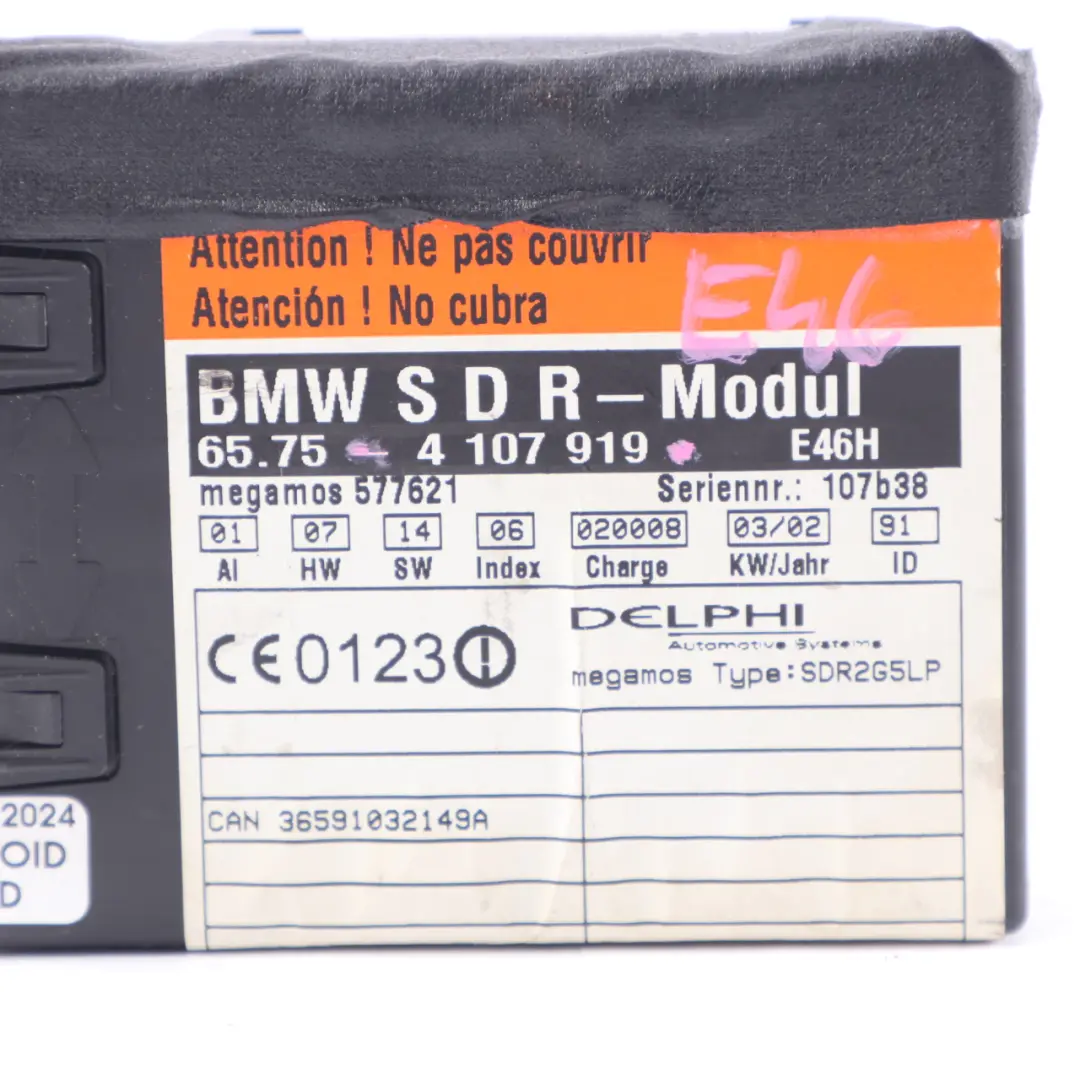 Attention ! Ne pas couvrir
Atención ! No cubra
E46
BMW S D R – Modul
65.75 - 4 107 919 E46H
megamos 577621 Seriennr.: 107b38
01 07 14 06 020008 03/02 91
AI HW SW Index Charge KW/Jahr ID
CE 0123
DELPHI
Automotive Systems
megamos Type:SDR2G5LP
CAN 36591032149A
2024
OID
D